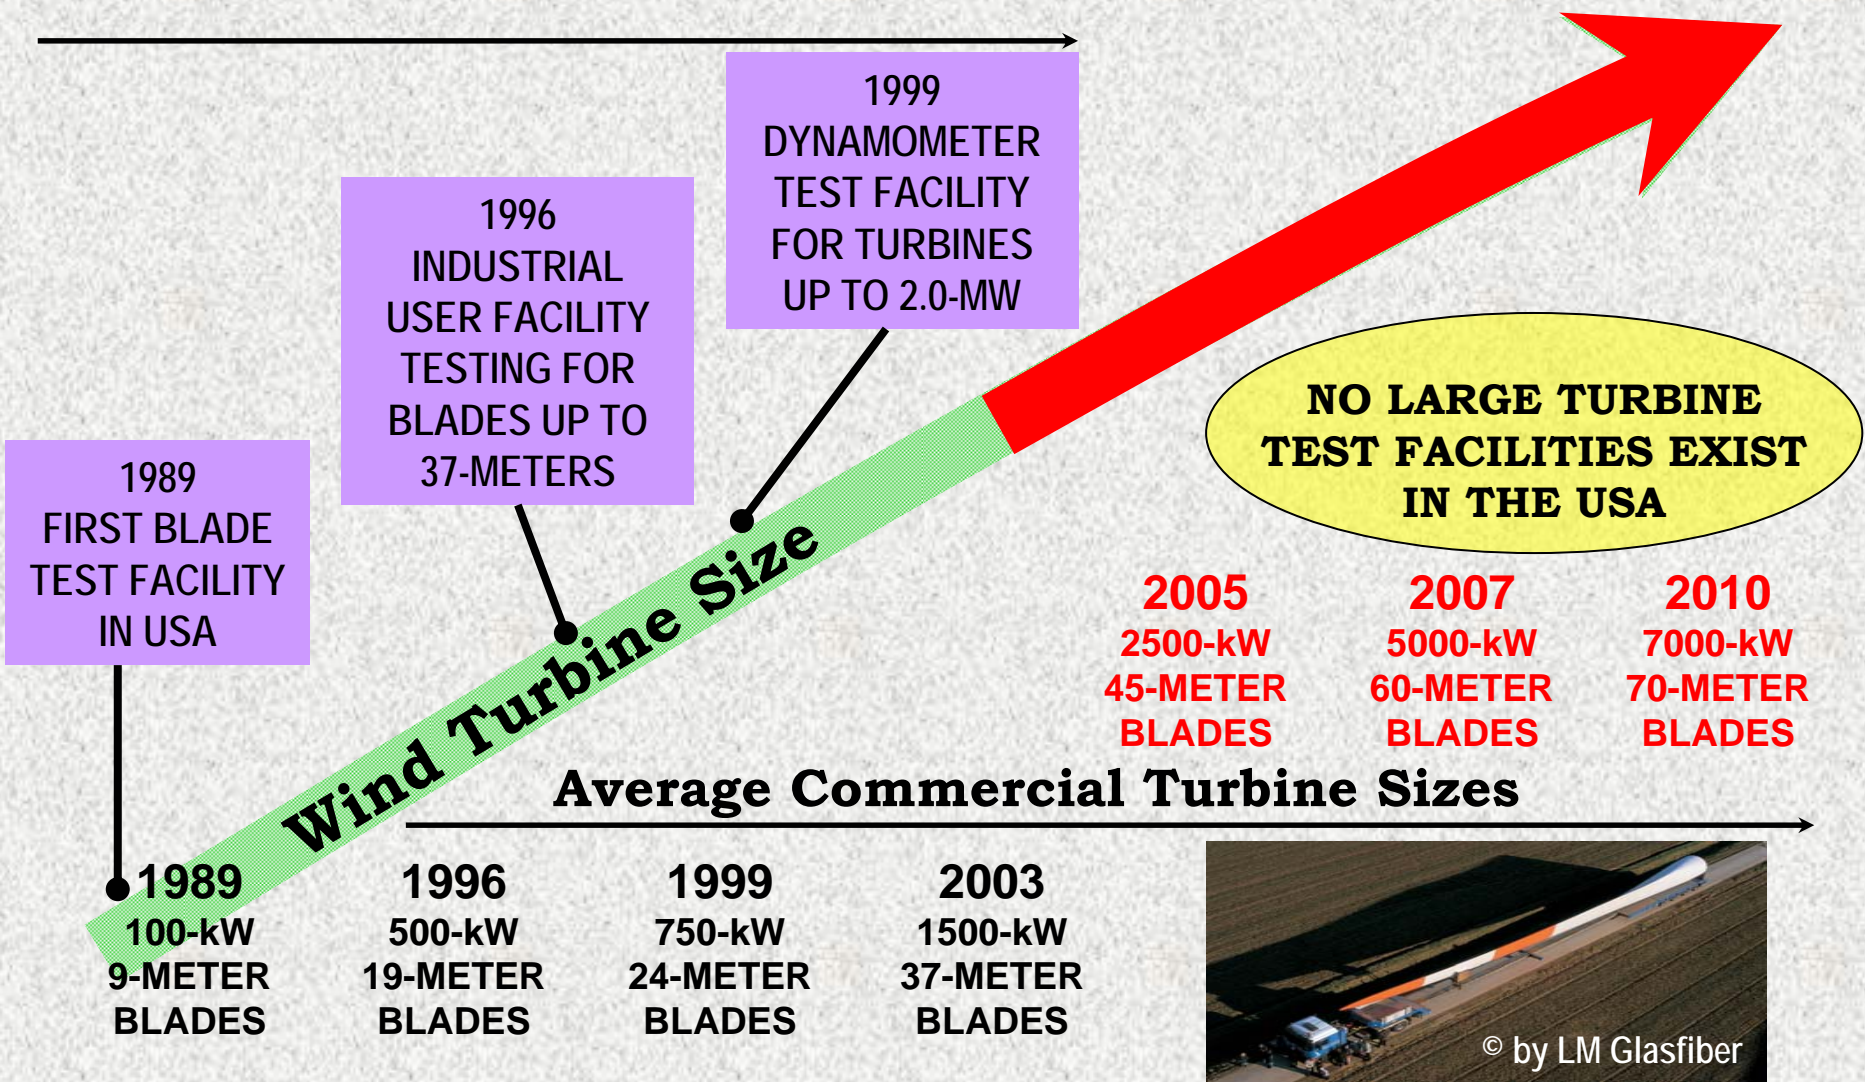 1999
DYNAMOMETER
TEST FACILITY
FOR TURBINES
UP TO 2.0-MW
1996
INDUSTRIAL
USER FACILITY
TESTING FOR
BLADES UP TO
37-METERS
1989
FIRST BLADE
TEST FACILITY
IN USA
NO LARGE TURBINE
TEST FACILITIES EXIST
IN THE USA
Wind Turbine Size
2005
2500-kW
45-METER
BLADES
2007
5000-kW
60-METER
BLADES
2010
7000-kW
70-METER
BLADES
Average Commercial Turbine Sizes
1989
100-kW
9-METER
BLADES
1996
500-kW
19-METER
BLADES
1999
750-kW
24-METER
BLADES
2003
1500-kW
37-METER
BLADES
© by LM Glasfiber